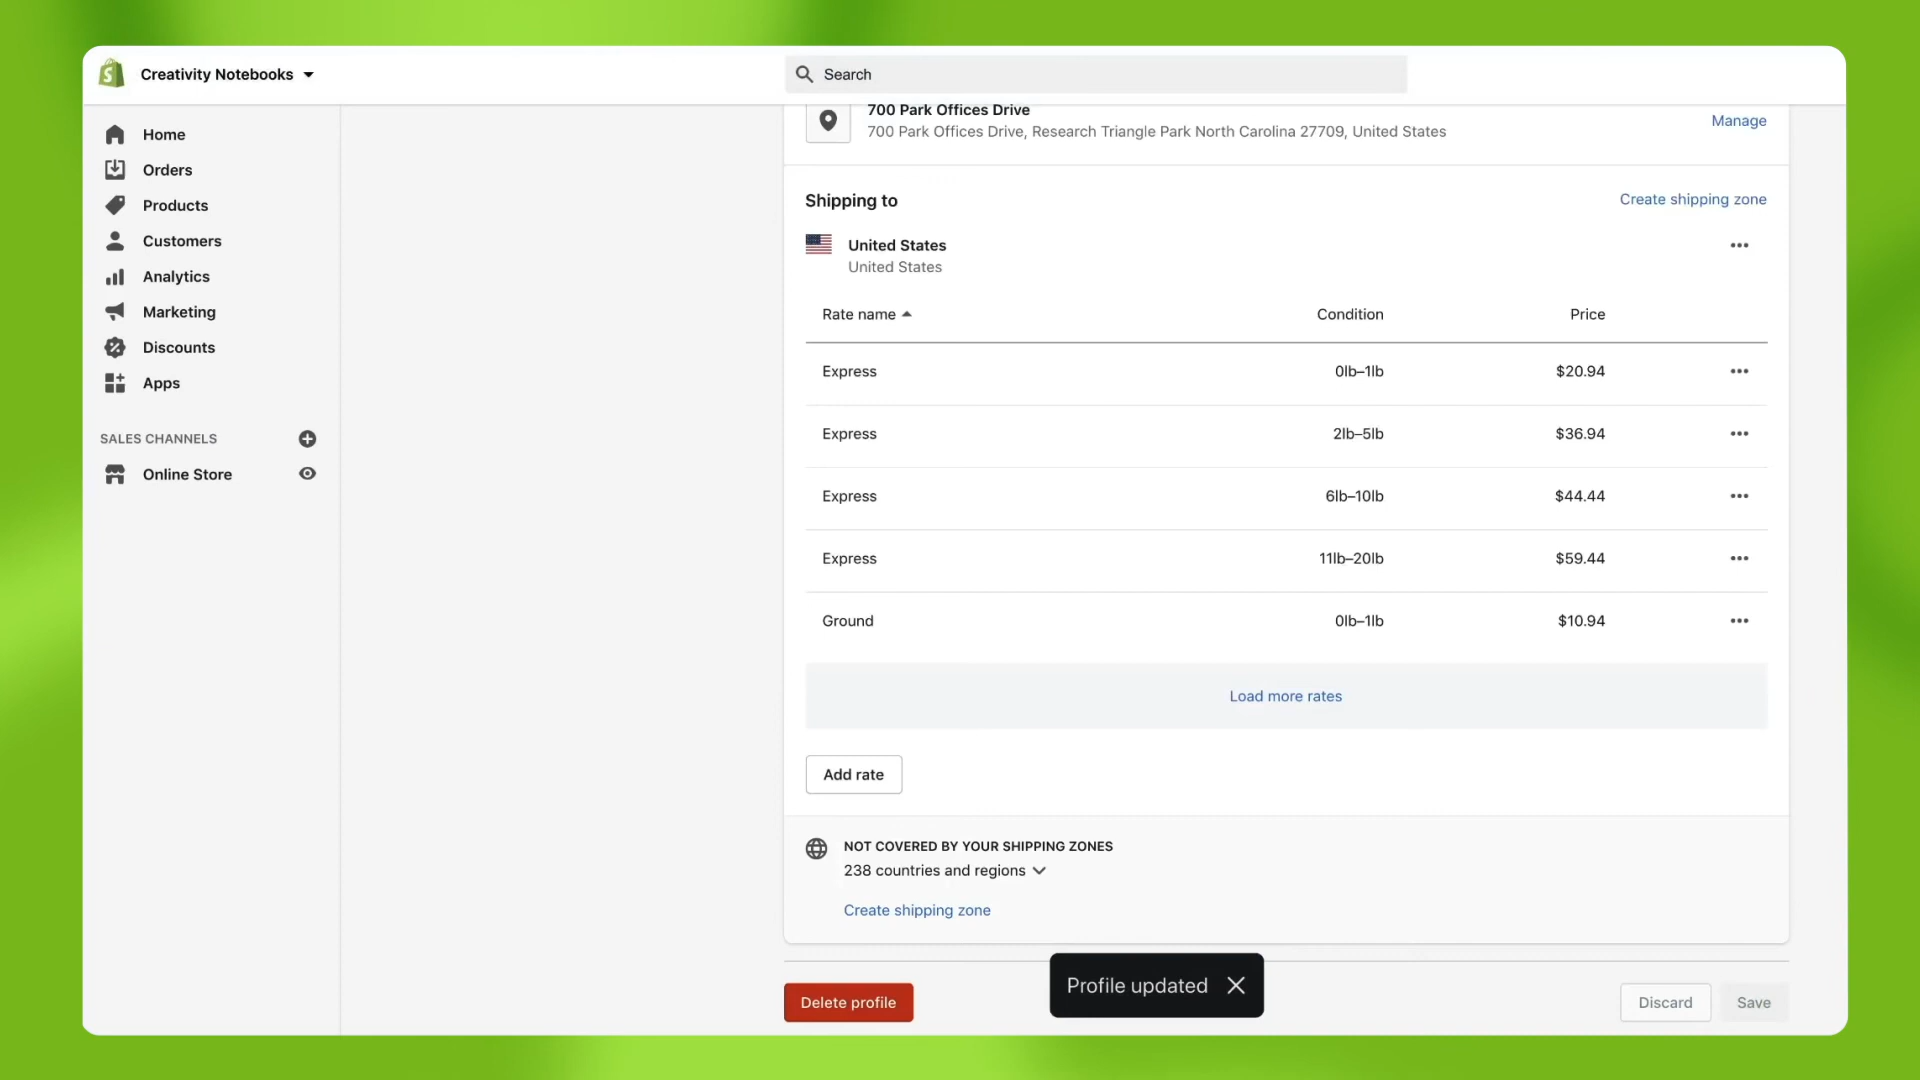 Creativity Notebooks
Search
Home
Orders
Products
Customers
Analytics
Marketing
Discounts
Apps
SALES CHANNELS
Online Store
700 Park Offices Drive
700 Park Offices Drive, Research Triangle Park North Carolina 27709, United States
Manage
Shipping to
Create shipping zone
United States
United States
Rate name Condition Price
Express 0lb–1lb $20.94
Express 2lb–5lb $36.94
Express 6lb–10lb $44.44
Express 11lb–20lb $59.44
Ground 0lb–1lb $10.94
Load more rates
Add rate
NOT COVERED BY YOUR SHIPPING ZONES
238 countries and regions
Create shipping zone
Profile updated
Delete profile
Discard
Save